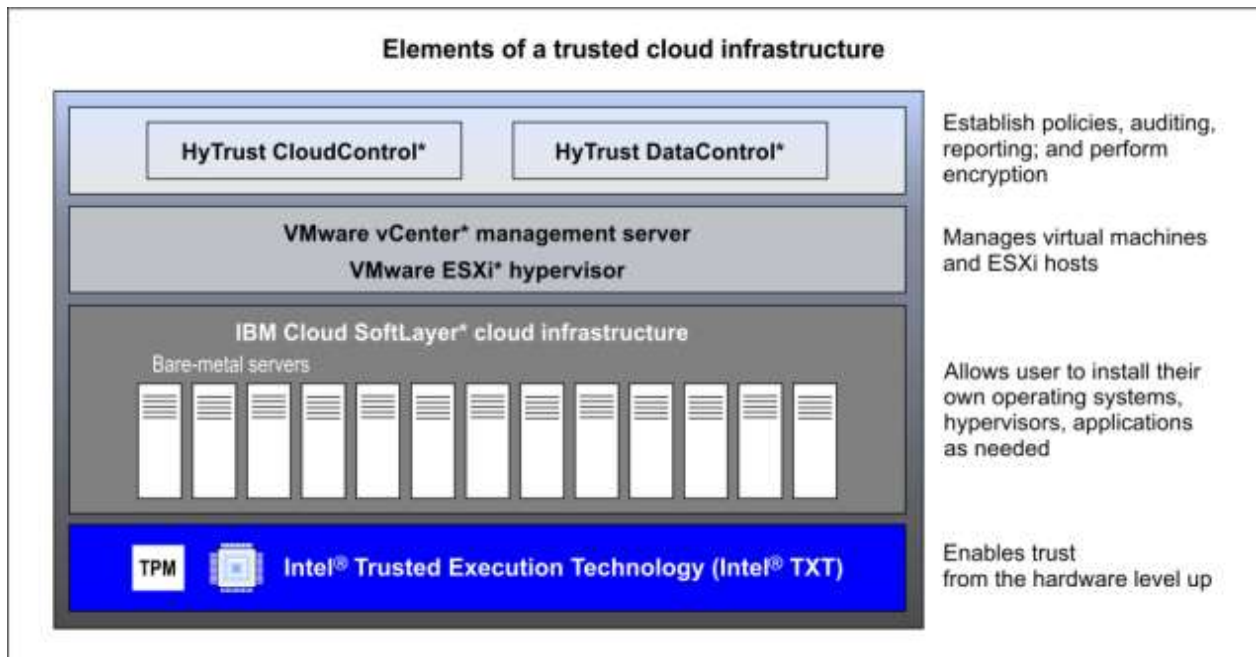 Elements of a trusted cloud infrastructure
HyTrust CloudControl*
HyTrust DataControl*
Establish policies, auditing,
reporting; and perform
encryption
VMware vCenter* management server
VMware ESXi* hypervisor
Manages virtual machines
and ESXi hosts
IBM Cloud SoftLayer* cloud infrastructure
Bare-metal servers
Allows user to install their
own operating systems,
hypervisors, applications
as needed
TPM
Intel® Trusted Execution Technology (Intel® TXT)
Enables trust
from the hardware level up